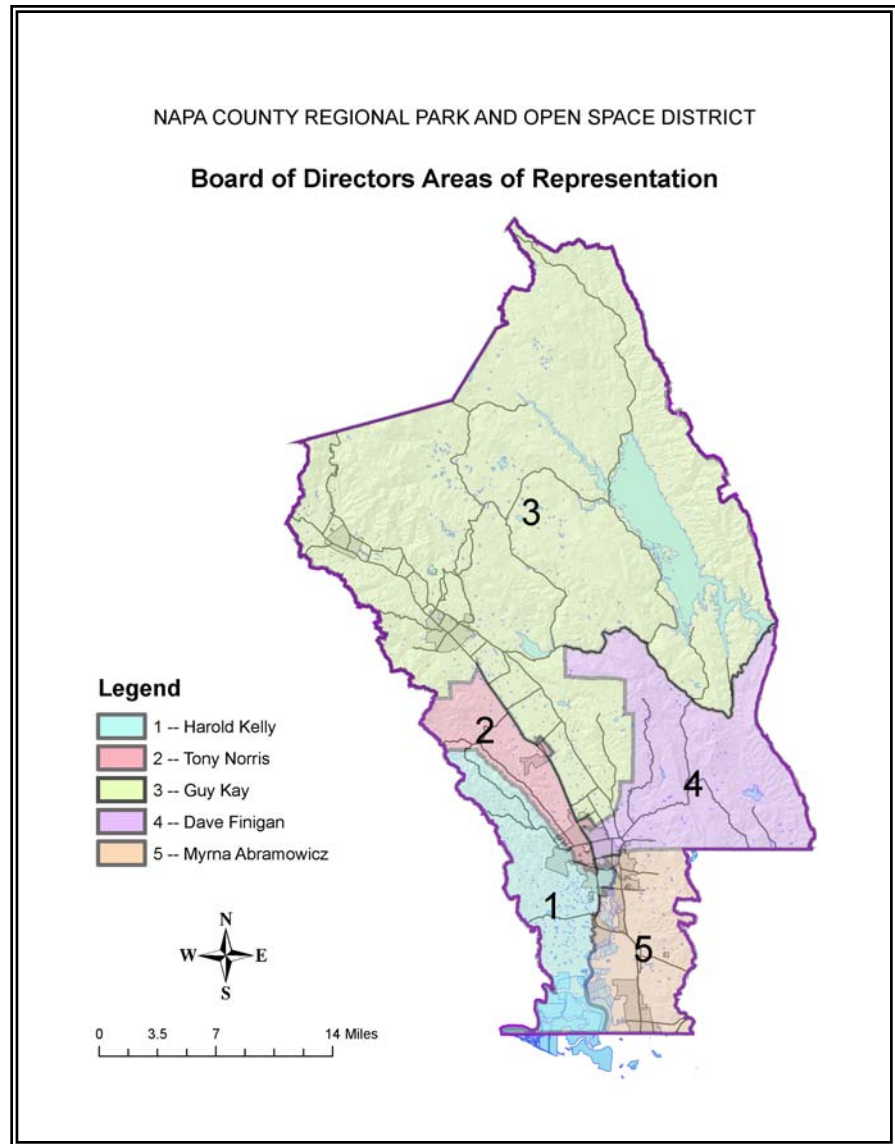 NAPA COUNTY REGIONAL PARK AND OPEN SPACE DISTRICT
Board of Directors Areas of Representation
3
2
4
1
5
Legend
1 -- Harold Kelly
2 -- Tony Norris
3 -- Guy Kay
4 -- Dave Finigan
5 -- Myrna Abramowicz
N
W E
S
0 3.5 7 14 Miles